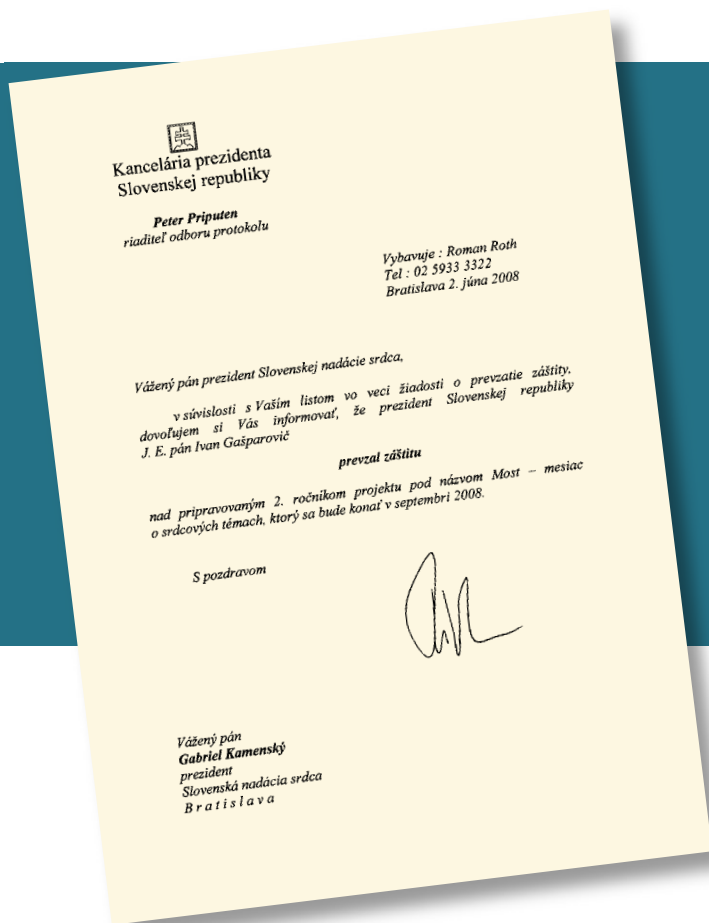 Kancelária prezidenta
Slovenskej republiky
Peter Priputen
riaditeľ odboru protokolu
Vybavuje : Roman Roth
Tel : 02 5933 3322
Bratislava 2. júna 2008
Vážený pán prezident Slovenskej nadácie srdca,
v súvislosti s Vaším listom vo veci žiadosti o prevzatie záštity,
dovoľujem si Vás informovať, že prezident Slovenskej republiky
J. E. pán Ivan Gašparovič
prevzal záštitu
nad pripravovaným 2. ročníkom projektu pod názvom Most – mesiac
o srdcových témach, ktorý sa bude konať v septembri 2008.
S pozdravom
Vážený pán
Gabriel Kamenský
prezident
Slovenská nadácia srdca
B r a t i s l a v a